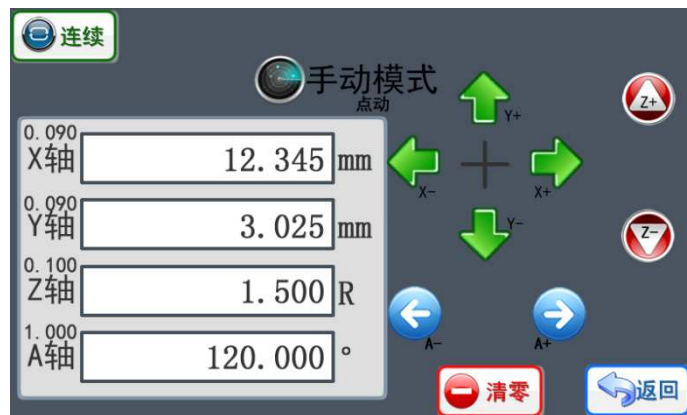 连续
手动模式
点动
Y+
Z+
0.090
X轴 12.345 mm
X-
X+
0.090
Y轴 3.025 mm
Y-
Z-
0.100
Z轴 1.500 R
1.000
A轴 120.000 °
A-
A+
清零
返回